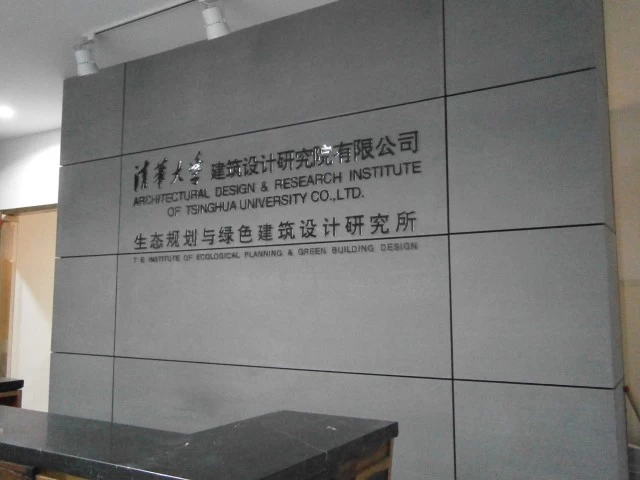 清华大学 建筑设计研究院有限公司
ARCHITECTURAL DESIGN & RESEARCH INSTITUTE
OF TSINGHUA UNIVERSITY CO.,LTD.
生态规划与绿色建筑设计研究所
T E INSTITUTE OF ECOLOGICAL PLANNING & GREEN BUILDING DESIGN